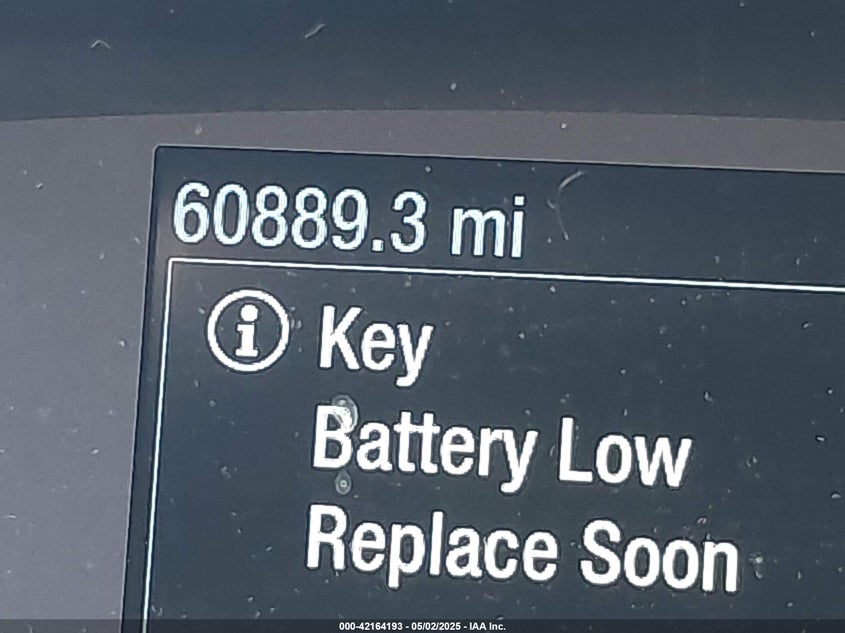 60889.3 mi
Key
Battery Low
Replace Soon
000-42164193 - 05/02/2025 - IAA Inc.